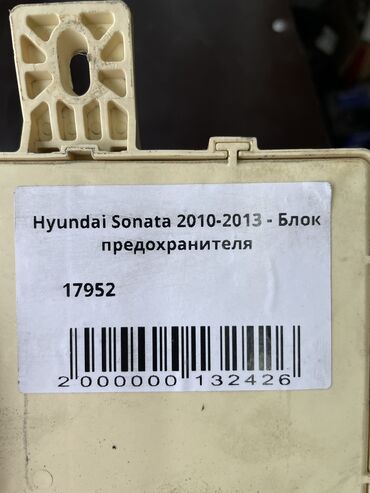 Hyundai Sonata 2010-2013 - Блок
предохранителя
17952
2 000000 132426